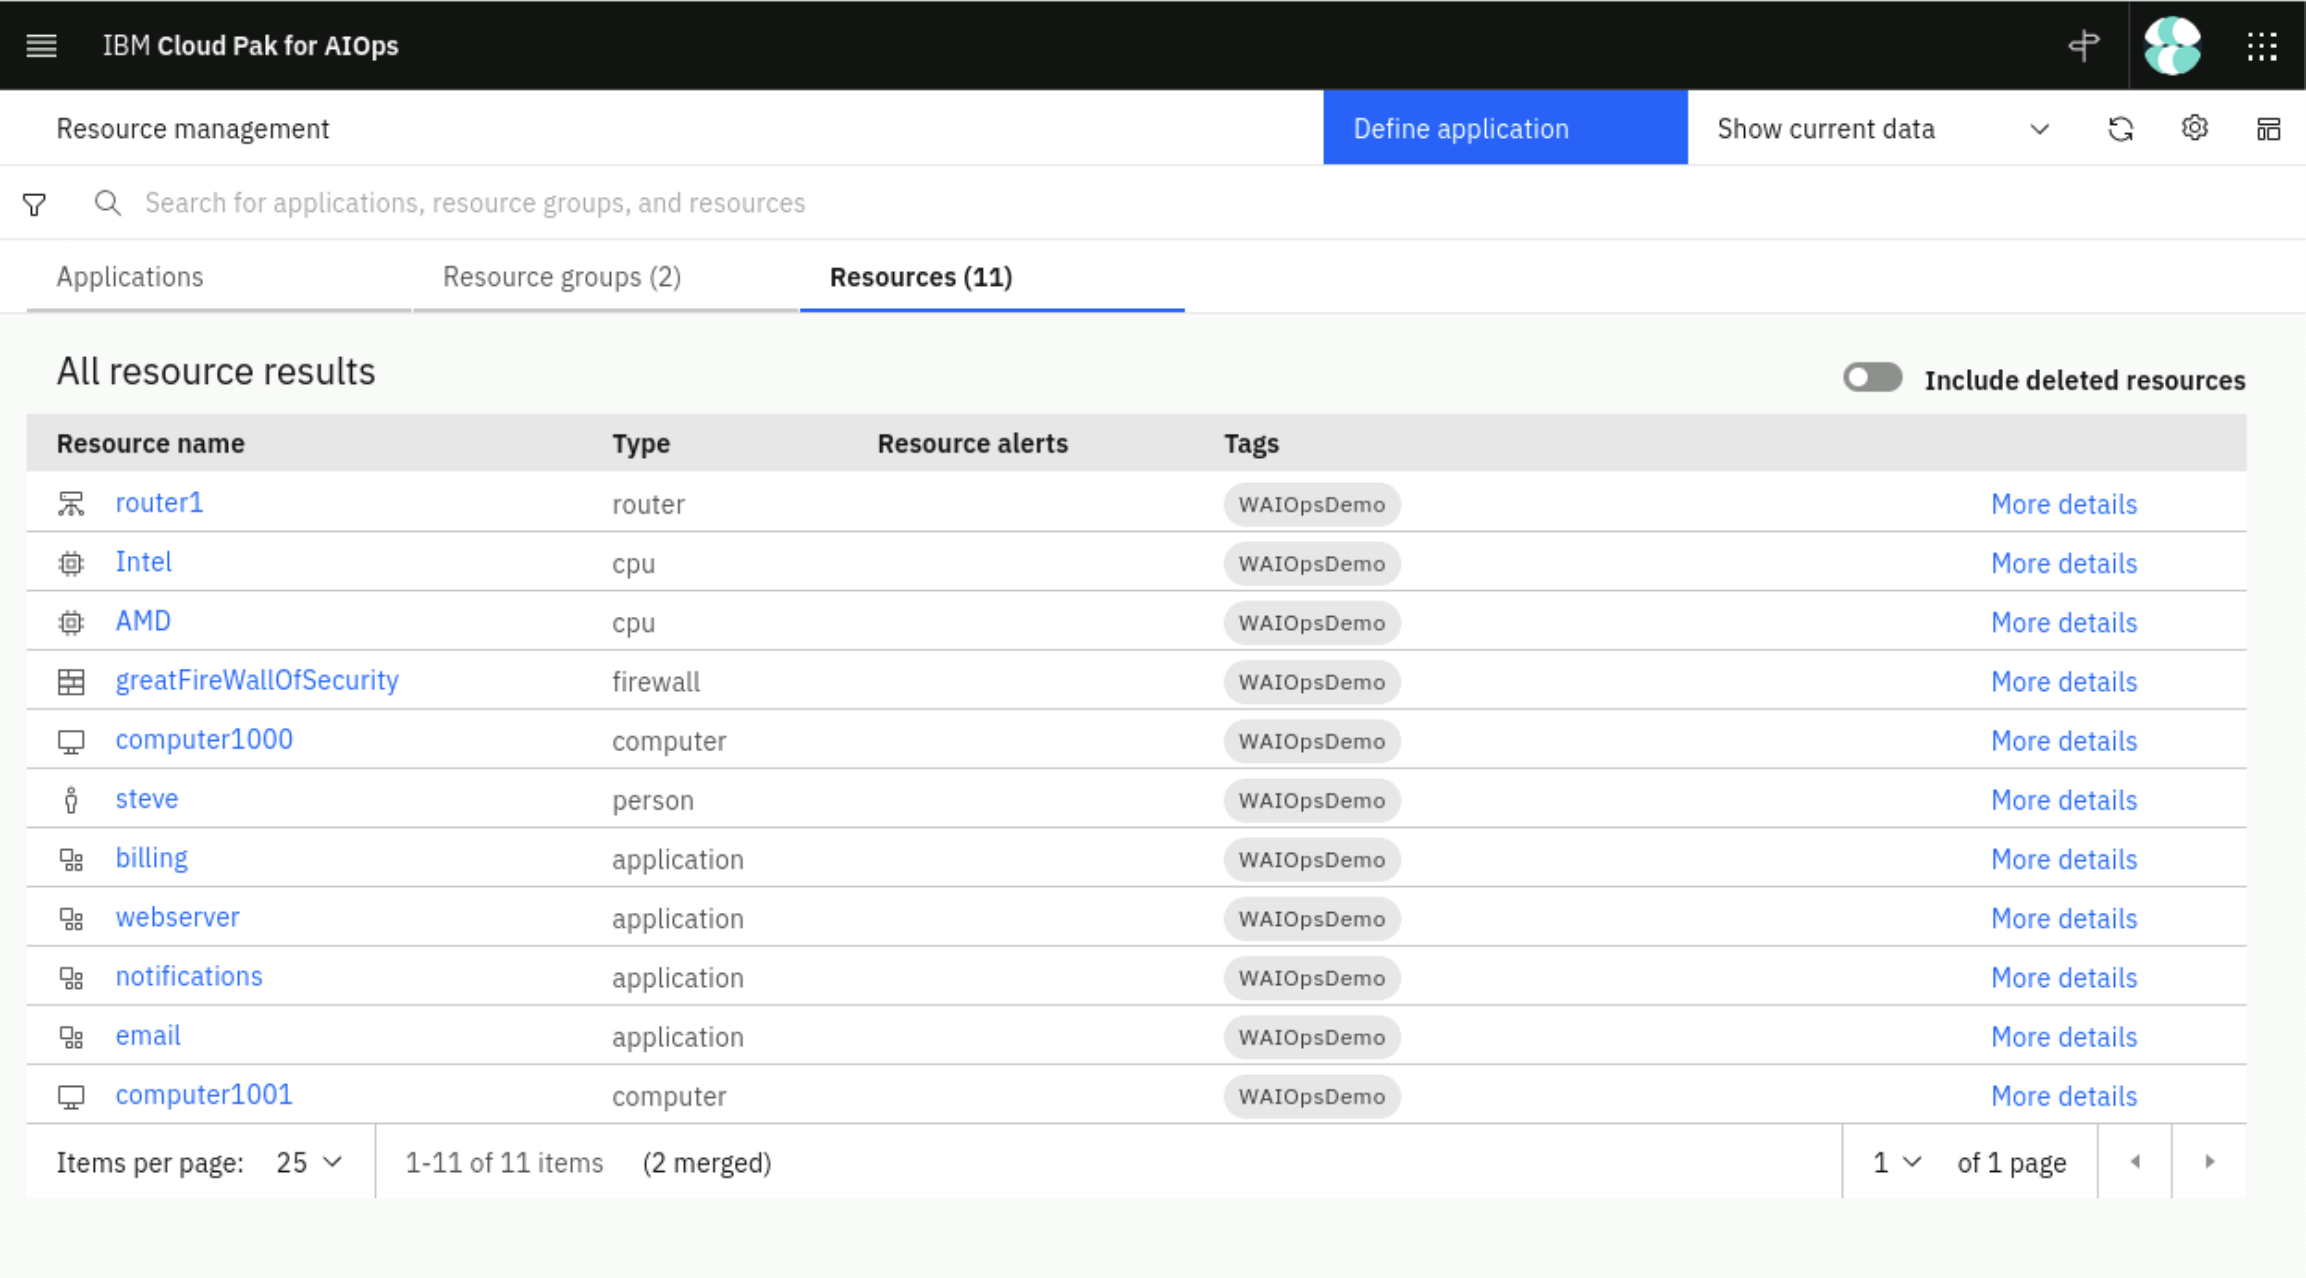 IBM Cloud Pak for AIOps
Resource management
Define application
Show current data
Search for applications, resource groups, and resources
Applications
Resource groups (2)
Resources (11)
All resource results
Include deleted resources
Resource name Type Resource alerts Tags
router1 router WAIOpsDemo More details
Intel cpu WAIOpsDemo More details
AMD cpu WAIOpsDemo More details
greatFireWallOfSecurity firewall WAIOpsDemo More details
computer1000 computer WAIOpsDemo More details
steve person WAIOpsDemo More details
billing application WAIOpsDemo More details
webserver application WAIOpsDemo More details
notifications application WAIOpsDemo More details
email application WAIOpsDemo More details
computer1001 computer WAIOpsDemo More details
Items per page: 25 1-11 of 11 items (2 merged) 1 of 1 page